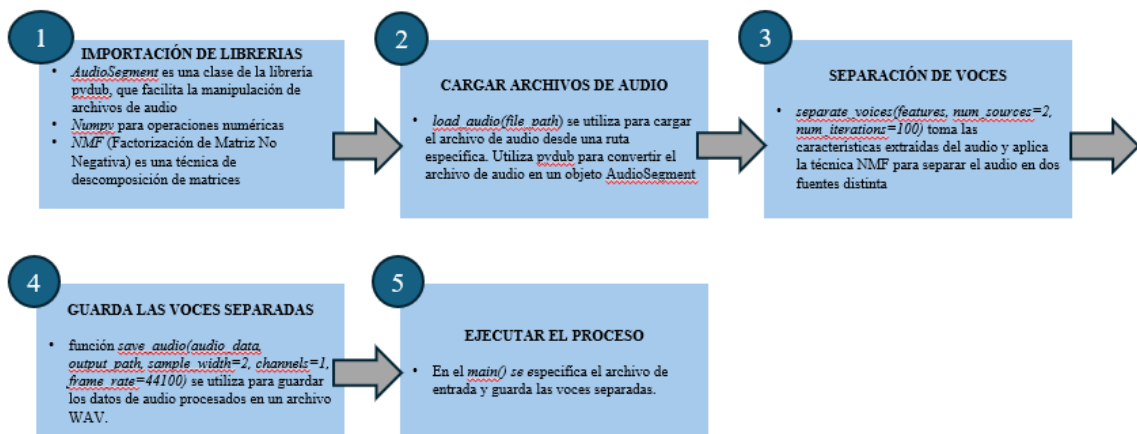 1
IMPORTACIÓN DE LIBRERIAS
• AudioSegment es una clase de la librería
pydub, que facilita la manipulación de
archivos de audio
• Numpy para operaciones numéricas
• NMF (Factorización de Matriz No
Negativa) es una técnica de
descomposición de matrices
2
CARGAR ARCHIVOS DE AUDIO
• load_audio(file_path) se utiliza para cargar
el archivo de audio desde una ruta
especifica. Utiliza pydub para convertir el
archivo de audio en un objeto AudioSegment
3
SEPARACIÓN DE VOCES
• separate_voices(features, num_sources=2,
num_iterations=100) toma las
características extraídas del audio y aplica
la técnica NMF para separar el audio en dos
fuentes distinta
4
GUARDA LAS VOCES SEPARADAS
• función save_audio(audio_data,
output_path, sample_width=2, channels=1,
frame_rate=44100) se utiliza para guardar
los datos de audio procesados en un archivo
WAV.
5
EJECUTAR EL PROCESO
• En el main() se especifica el archivo de
entrada y guarda las voces separadas.